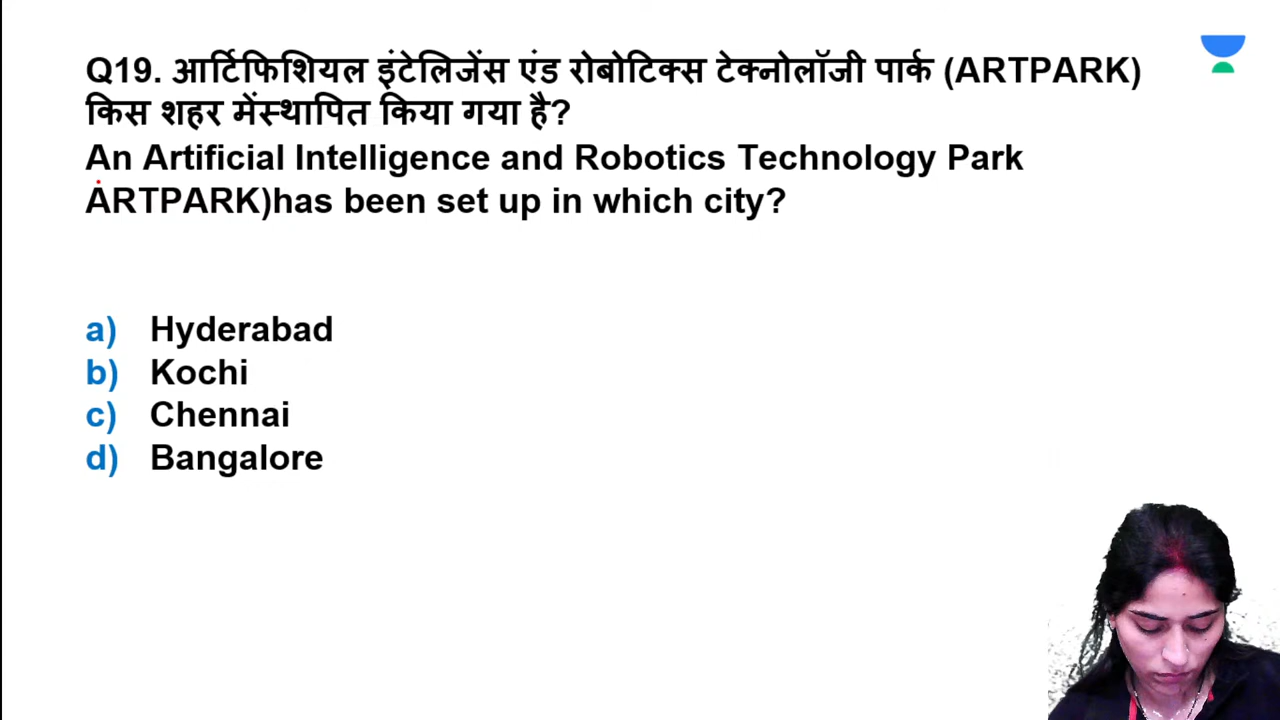 Q19. आर्टिफिशियल इंटेलिजेंस एंड रोबोटिक्स टेक्नोलॉजी पार्क (ARTPARK)
किस शहर मेंस्थापित किया गया है?
An Artificial Intelligence and Robotics Technology Park
ARTPARK)has been set up in which city?
a) Hyderabad
b) Kochi
c) Chennai
d) Bangalore